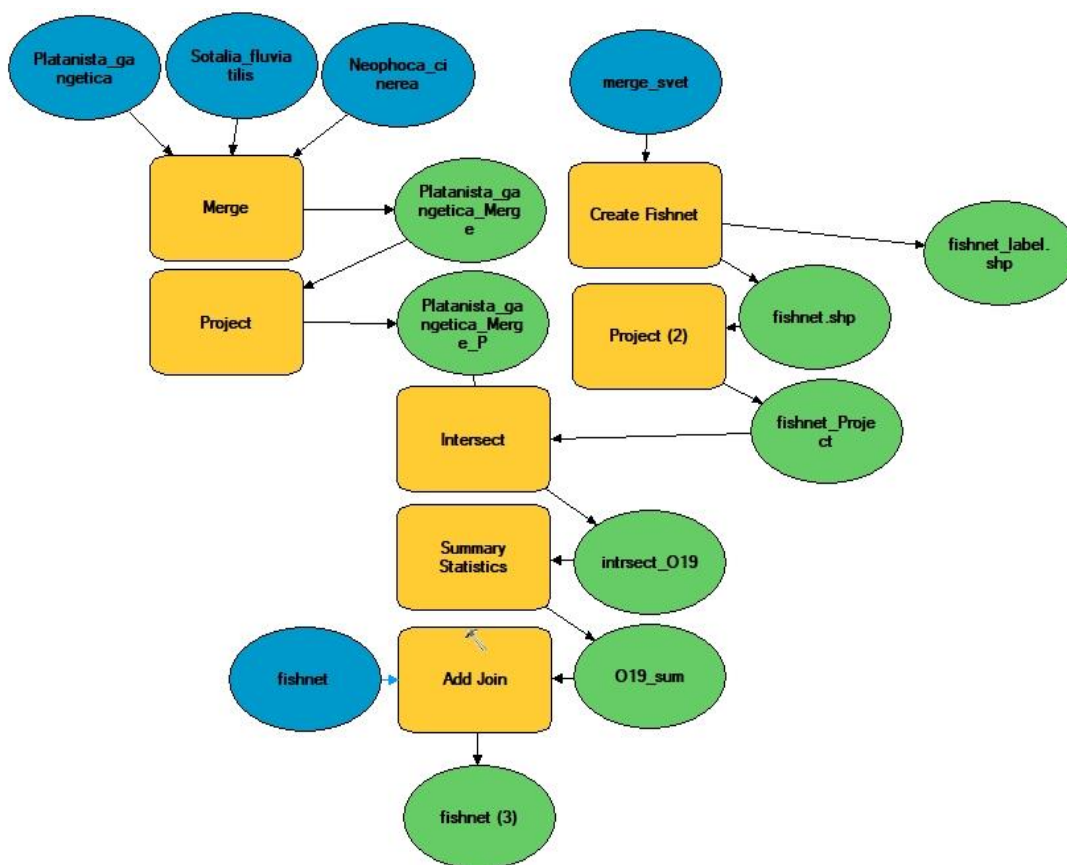 Platanista_ga
ngetica
Sotalia_fluvia
tilis
Neophoca_ci
nerea
merge_svet
Merge
Platanista_ga
ngetica_Merg
e
Create Fishnet
fishnet_label.
shp
Project
Platanista_ga
ngetica_Merg
e_P
Project (2)
fishnet.shp
Intersect
fishnet_Proje
ct
Summary
Statistics
intrsect_O19
fishnet
Add Join
O19_sum
fishnet (3)